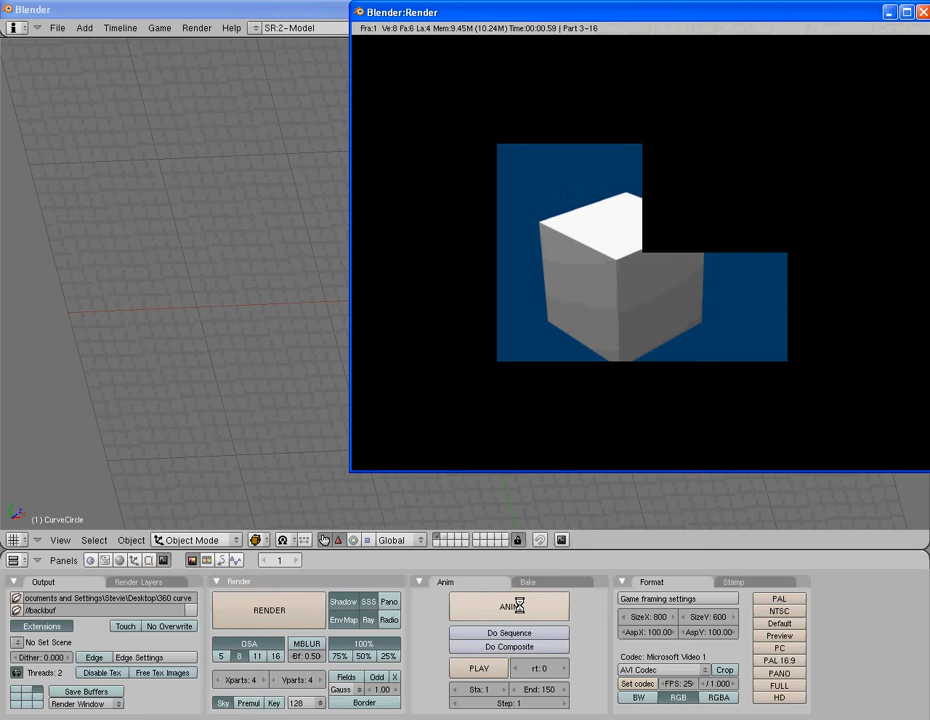 Blender
Blender:Render
File Add Timeline Game Render Help SR:2-Model
Fra:1 Ve:8 Fa:6 La:4 Mem:9.45M (10.24M) Time:00:00.59 | Part 3-16
(1) CurveCircle
View Select Object Object Mode Global
Panels 1
Output Render Layers
ocuments and Settings\Stevie\Desktop\360 curve
//backbuf
Extensions Touch No Overwrite
No Set Scene
Dither: 0.000 Edge Edge Settings
Threads: 2 Disable Tex Free Tex Images
Save Buffers
Render Window
Render
RENDER
Shadow SSS Pano
EnvMap Ray Radio
OSA MBLUR 100%
5 8 11 16 Bf: 0.50 75% 50% 25%
Xparts: 4 Yparts: 4 Fields Odd X
Gauss 1.00
Sky Premul Key 128 Border
Anim Bake
Do Sequence
Do Composite
PLAY rt: 0
Sta: 1 End: 150
Step: 1
Format Stamp
Game framing settings
SizeX: 800 SizeY: 600
AspX: 100.00 AspY: 100.00
Codec: Microsoft Video 1
AVI Codec Crop
Set codec FPS: 25 / 1.000
BW RGB RGBA
PAL
NTSC
Default
Preview
PC
PAL 16:9
PANO
FULL
HD